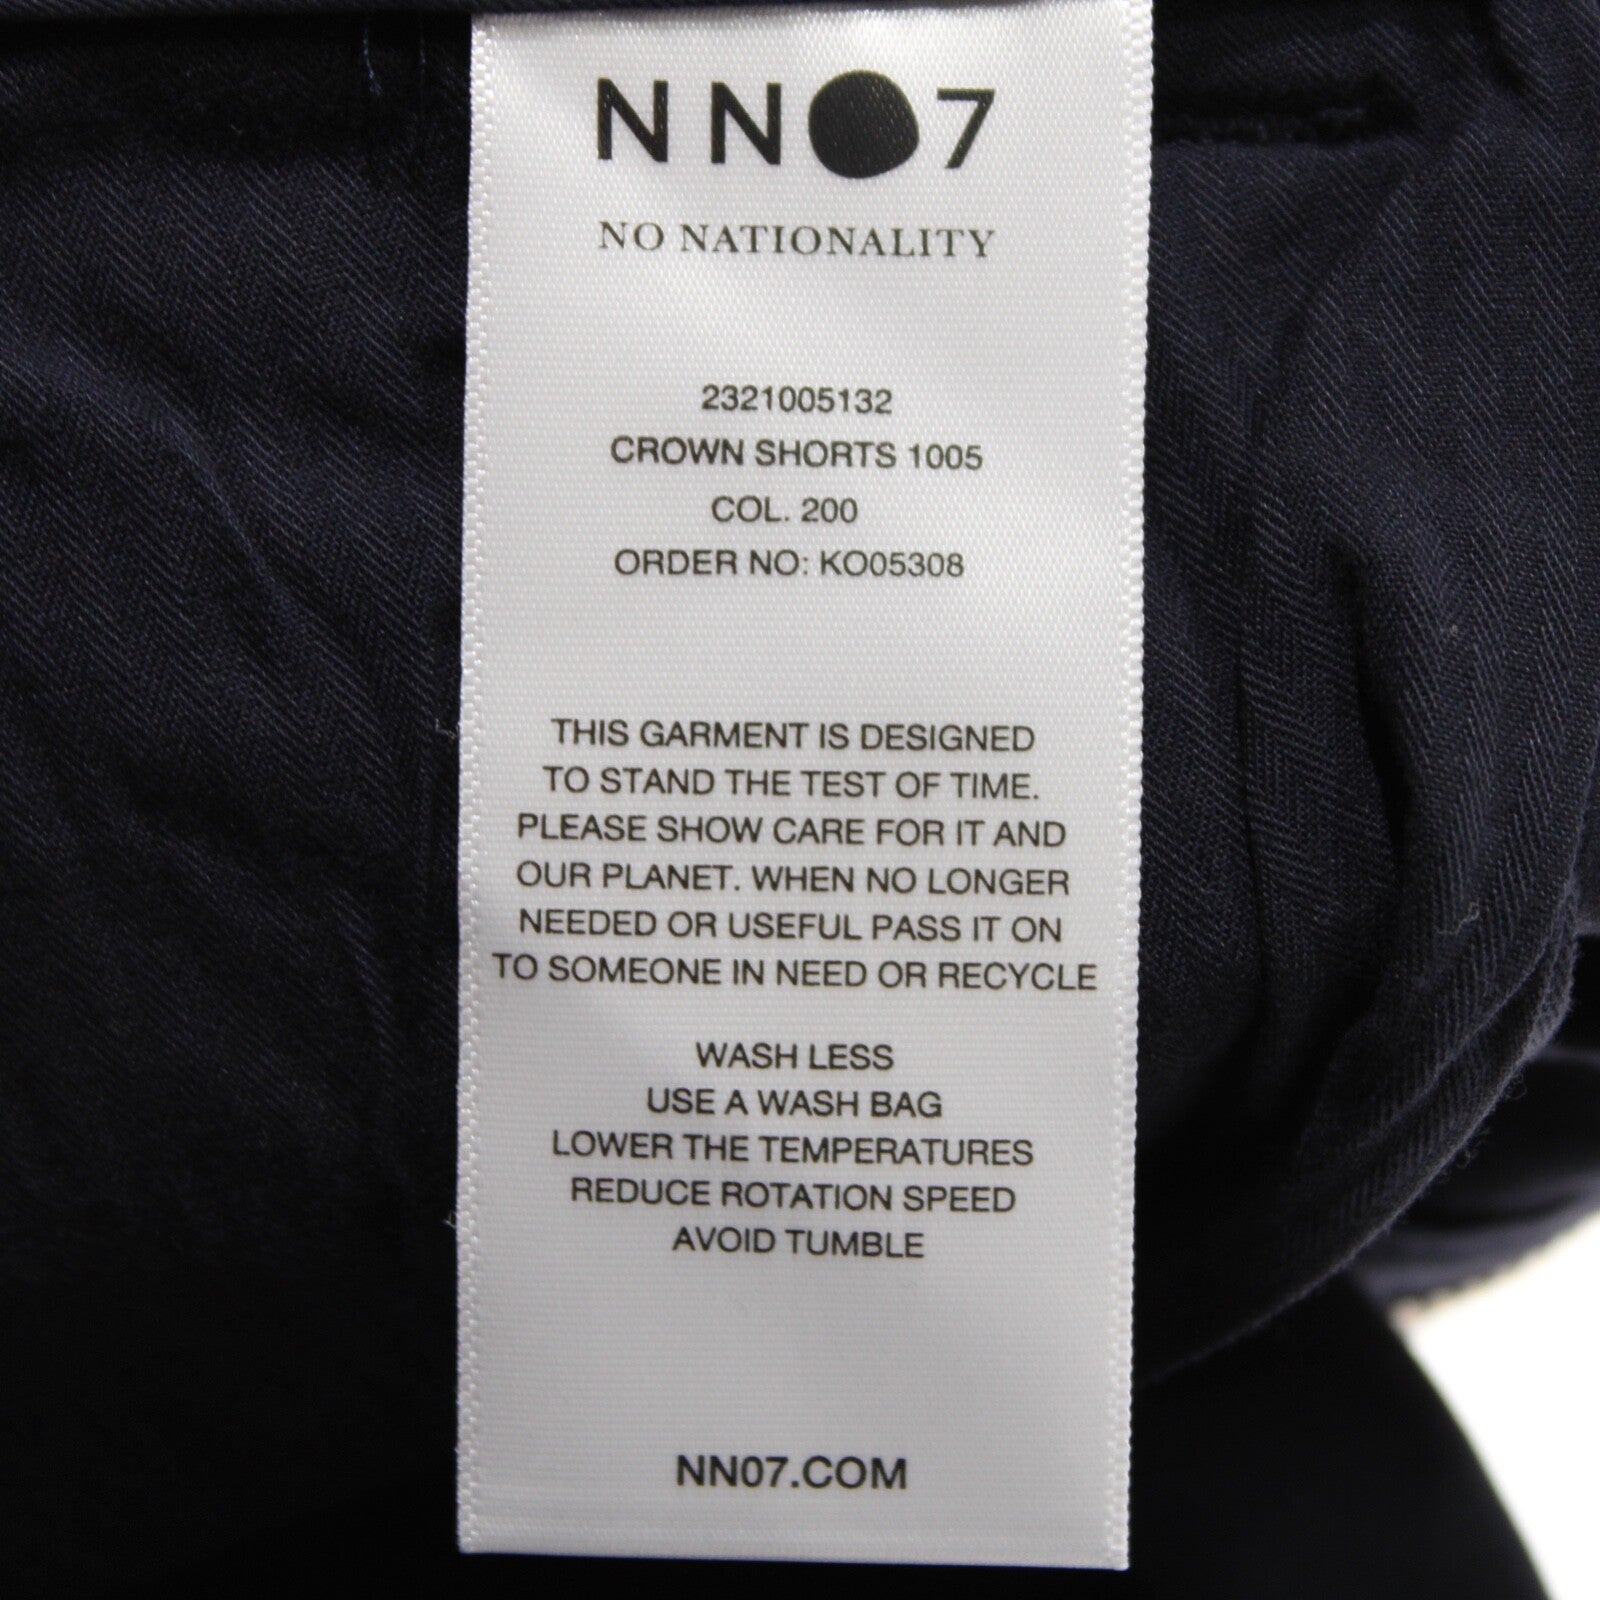 NN07
NO NATIONALITY
2321005132
CROWN SHORTS 1005
COL. 200
ORDER NO: KO05308
THIS GARMENT IS DESIGNED
TO STAND THE TEST OF TIME.
PLEASE SHOW CARE FOR IT AND
OUR PLANET. WHEN NO LONGER
NEEDED OR USEFUL PASS IT ON
TO SOMEONE IN NEED OR RECYCLE
WASH LESS
USE A WASH BAG
LOWER THE TEMPERATURES
REDUCE ROTATION SPEED
AVOID TUMBLE
NN07.COM